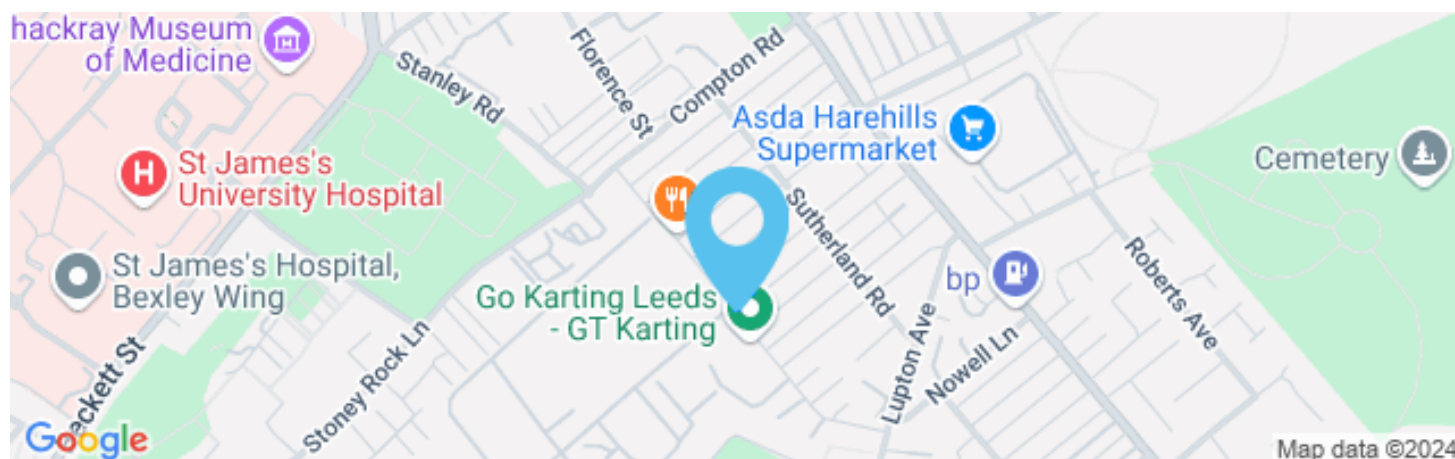 hackray Museum
of Medicine
Stanley Rd
Florence St
Compton Rd
Asda Harehills
Supermarket
Cemetery
St James's
University Hospital
Sutherland Rd
Roberts Ave
St James's Hospital,
Bexley Wing
bp
Go Karting Leeds
- GT Karting
Lupton Ave
Nowell Ln
Stoney Rock Ln
eckett St
Google
Map data ©2024